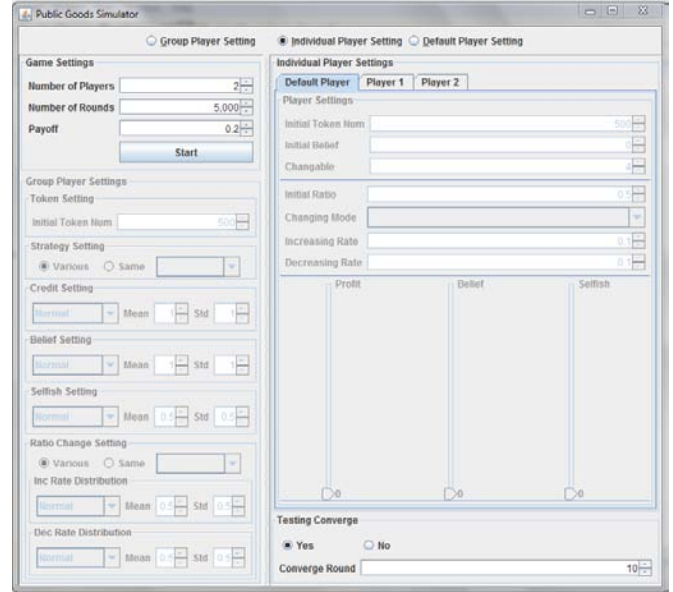 Public Goods Simulator
Group Player Setting Individual Player Setting Default Player Setting
Game Settings
Number of Players 2
Number of Rounds 5,000
Payoff 0.2
Start
Group Player Settings
Token Setting
Initial Token Num 500
Strategy Setting
Various Same
Credit Setting
Normal Mean 1 Std 1
Belief Setting
Normal Mean 1 Std 1
Selfish Setting
Normal Mean 0.5 Std 0.5
Ratio Change Setting
Various Same
Inc Rate Distribution
Normal Mean 0.5 Std 0.5
Dec Rate Distribution
Normal Mean 0.5 Std 0.5
Individual Player Settings
Default Player Player 1 Player 2
Player Settings
Initial Token Num 500
Initial Belief 0
Changable 4
Initial Ratio 0.5
Changing Mode
Increasing Rate 0.1
Decreasing Rate 0.1
Profit Belief Selfish
0 0 0
Testing Converge
Yes No
Converge Round 10